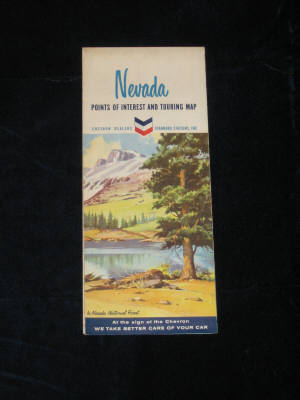 Nevada
POINTS OF INTEREST AND TOURING MAP
CHEVRON DEALERS STANDARD STATIONS, INC.
In Nevada National Forest
At the sign of the Chevron
WE TAKE BETTER CARE OF YOUR CAR